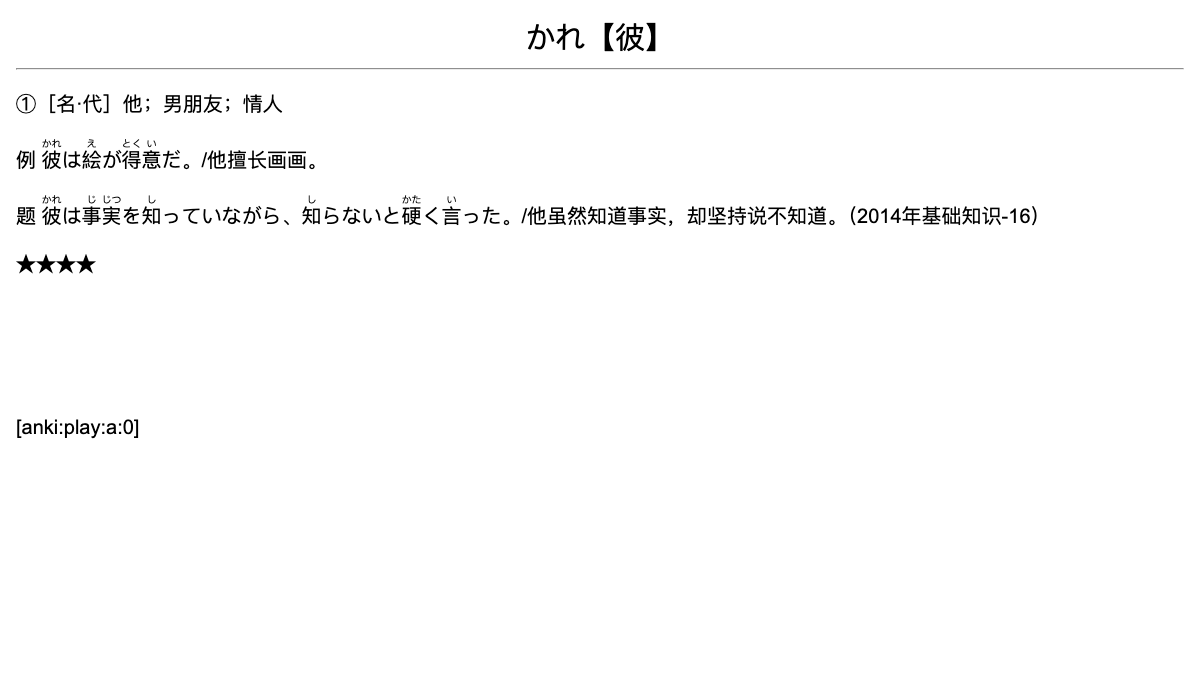 かれ【彼】
①［名·代］他；男朋友；情人
例 彼(かれ)は絵(え)が得意(とくい)だ。/他擅长画画。
题 彼(かれ)は事実(じじつ)を知(し)っていながら、知(し)らないと硬(かた)く言(い)った。/他虽然知道事实，却坚持说不知道。（2014年基础知识-16）
★★★★
[anki:play:a:0]